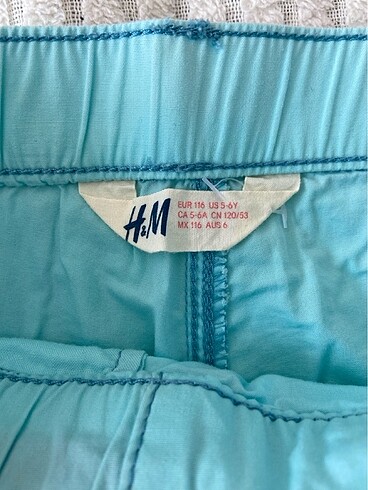 H&M
EUR 116 US 5-6Y
CA 5-6A CN 120/53
MX 116 AUS 6